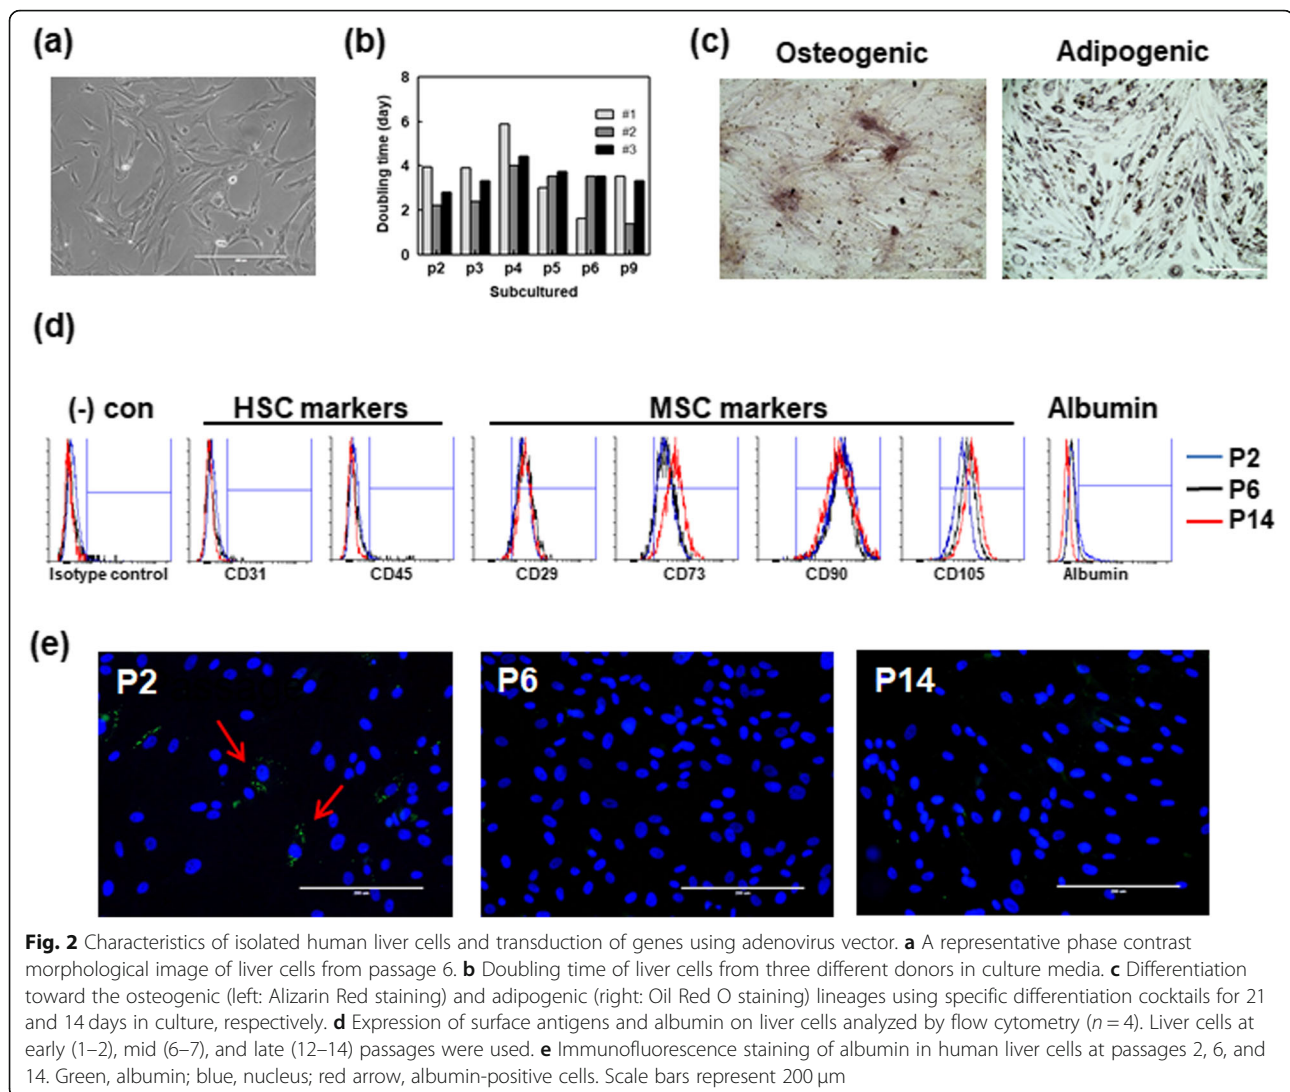 (a)
(b)
(c)
Osteogenic
Adipogenic
8
6
4
2
0
Doubling time (day)
#1
#2
#3
p2 p3 p4 p5 p6 p9
Subcultured
(d)
(-) con
HSC markers
MSC markers
Albumin
P2
P6
P14
Isotype control
CD31
CD45
CD29
CD73
CD90
CD105
Albumin
(e)
P2
P6
P14
Fig. 2 Characteristics of isolated human liver cells and transduction of genes using adenovirus vector. a A representative phase contrast
morphological image of liver cells from passage 6. b Doubling time of liver cells from three different donors in culture media. c Differentiation
toward the osteogenic (left: Alizarin Red staining) and adipogenic (right: Oil Red O staining) lineages using specific differentiation cocktails for 21
and 14 days in culture, respectively. d Expression of surface antigens and albumin on liver cells analyzed by flow cytometry (n = 4). Liver cells at
early (1–2), mid (6–7), and late (12–14) passages were used. e Immunofluorescence staining of albumin in human liver cells at passages 2, 6, and
14. Green, albumin; blue, nucleus; red arrow, albumin-positive cells. Scale bars represent 200 μm